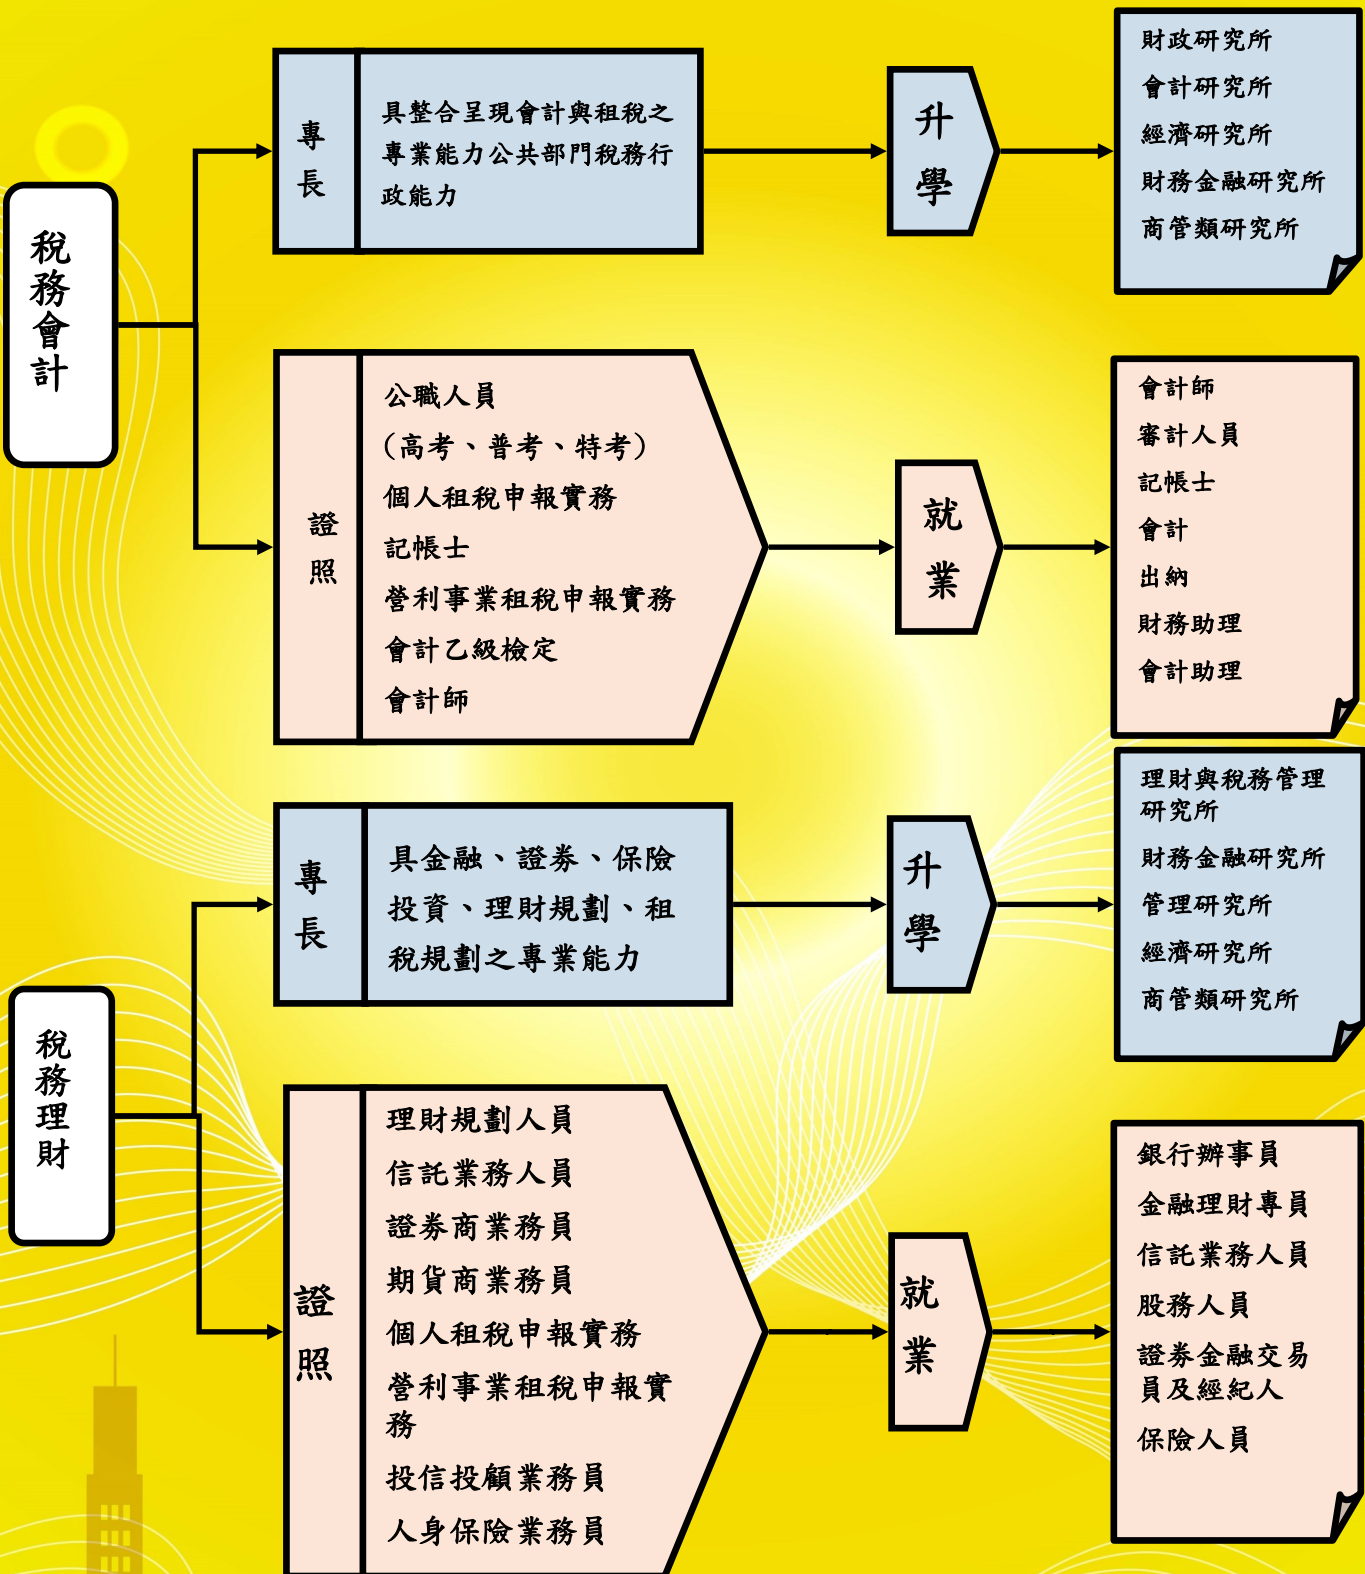 稅務會計
專長
具整合呈現會計與租稅之
專業能力公共部門稅務行
政能力
升學
財政研究所
會計研究所
經濟研究所
財務金融研究所
商管類研究所
證照
公職人員
(高考、普考、特考)
個人租稅申報實務
記帳士
營利事業租稅申報實務
會計乙級檢定
會計師
就業
會計師
審計人員
記帳士
會計
出納
財務助理
會計助理
稅務理財
專長
具金融、證券、保險
投資、理財規劃、租
稅規劃之專業能力
升學
理財與稅務管理
研究所
財務金融研究所
管理研究所
經濟研究所
商管類研究所
證照
理財規劃人員
信託業務人員
證券商業務員
期貨商業務員
個人租稅申報實務
營利事業租稅申報實
務
投信投顧業務員
人身保險業務員
就業
銀行辦事員
金融理財專員
信託業務人員
股務人員
證券金融交易
員及經紀人
保險人員